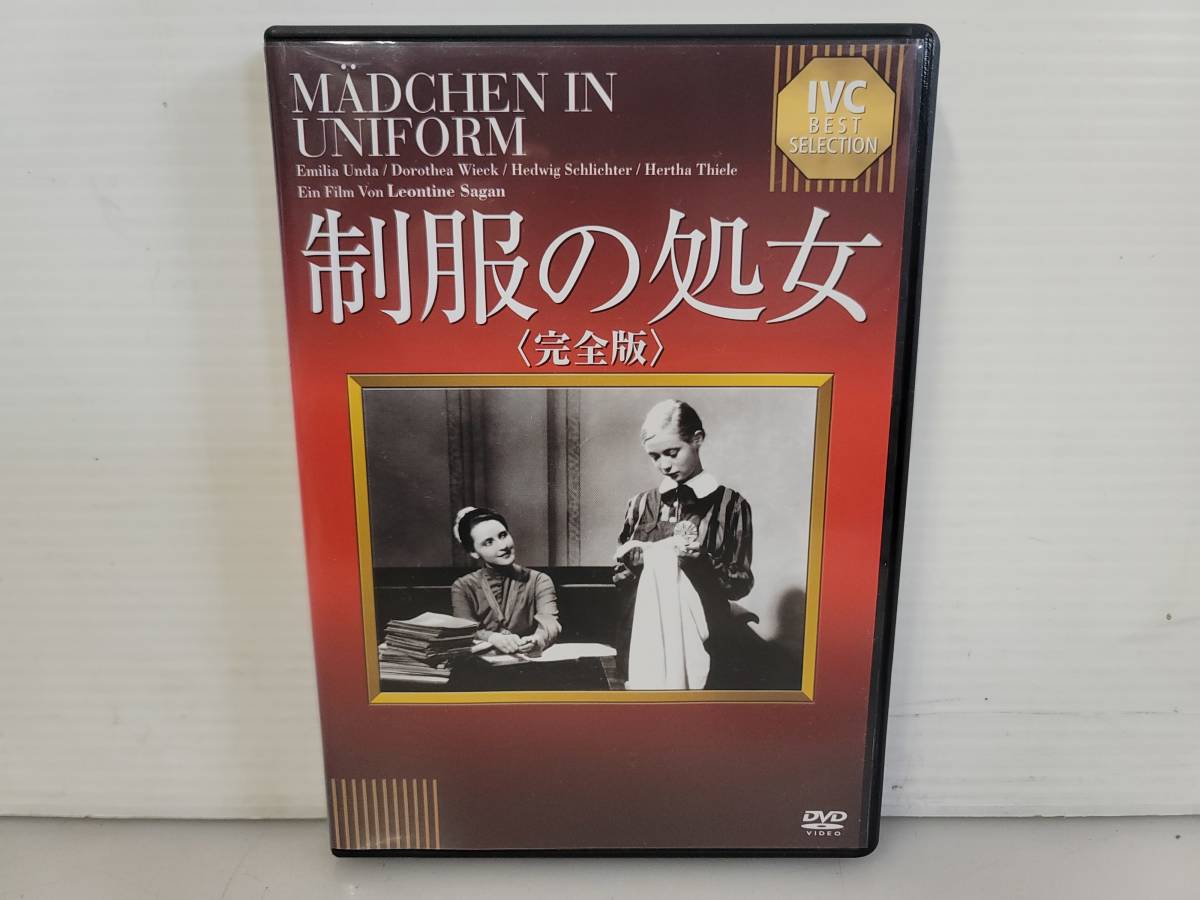 MÄDCHEN IN
UNIFORM
Emilia Unda / Dorothea Wieck / Hedwig Schlichter / Hertha Thiele
Ein Film Von Leontine Sagan
IVC
BEST
SELECTION
制服の処女
〈完全版〉
DVD
VIDEO